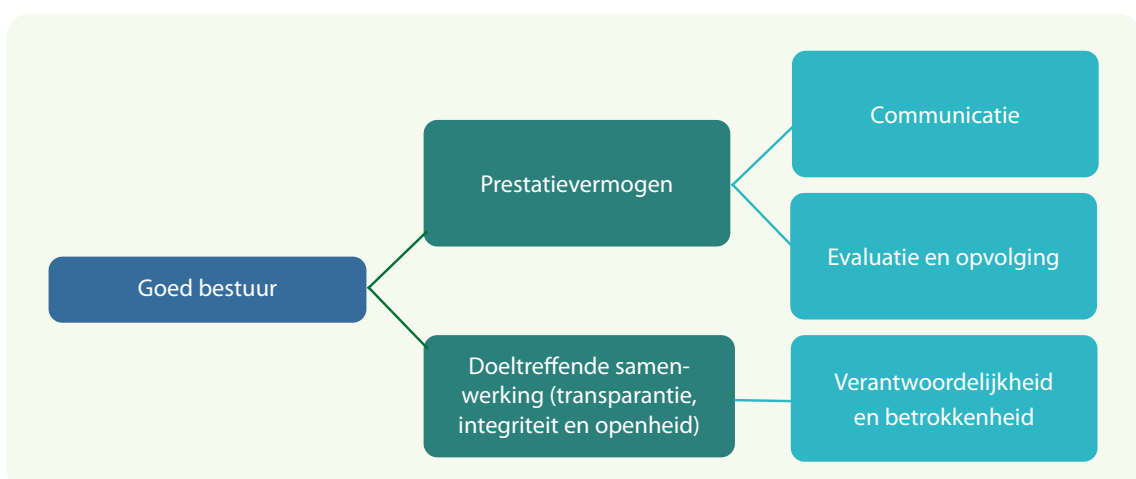 Goed bestuur
Prestatievermogen
Communicatie
Evaluatie en opvolging
Doeltreffende samen-
werking (transparantie,
integriteit en openheid)
Verantwoordelijkheid
en betrokkenheid